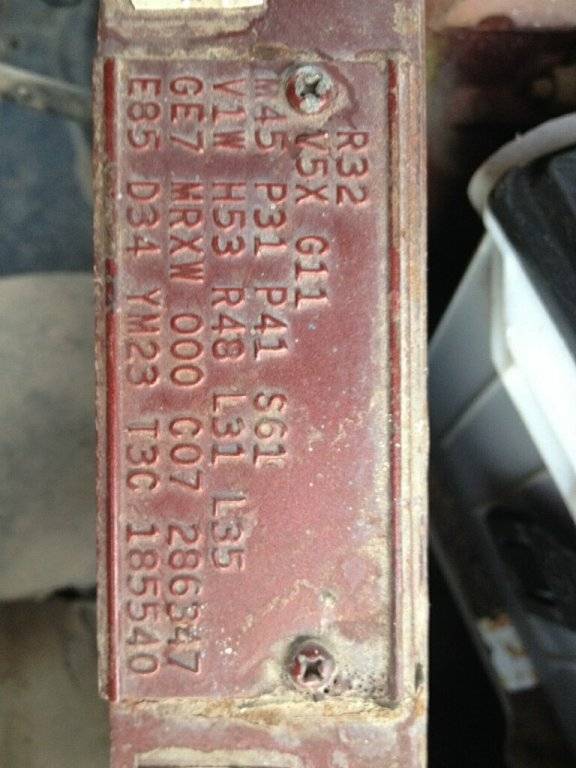 R32
V5X G11
M45 P31 P41 S61
V1W H53 R48 L31 L35
GE7 MRXW 000 C07 286347
E85 D34 YM23 T3C 185540